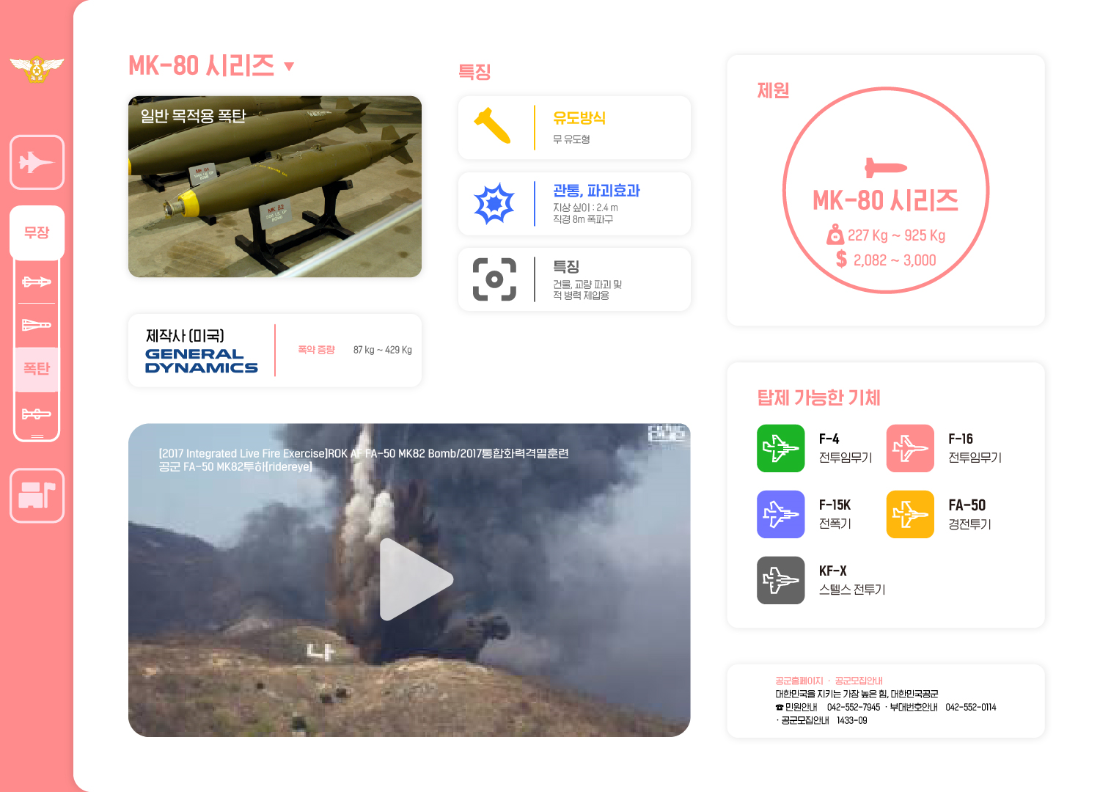 MK-80 시리즈 ▼
일반 목적용 폭탄
제작사 (미국)
GENERAL
DYNAMICS
폭약 중량 87 kg ~ 429 Kg
특징
유도방식
무 유도형
관통, 파괴효과
지상 싶이 : 2.4 m
직경 8m 폭파구
특징
건물, 교량 파괴 및
적 병력 제압용
제원
MK-80 시리즈
227 Kg ~ 925 Kg
$ 2,082 ~ 3,000
무장
폭탄
[2017 Integrated Live Fire Exercise]ROK AF FA-50 MK82 Bomb/2017통합화력격멸훈련
공군 FA-50 MK82투하(ridereye)
나
탑제 가능한 기체
F-4
전투임무기
F-16
전투임무기
F-15K
전폭기
FA-50
경전투기
KF-X
스텔스 전투기
공군홈페이지 · 공군모집안내
대한민국을 지키는 가장 높은 힘, 대한민국공군
☎ 민원안내 042-552-7945 · 부대번호안내 042-552-0114
· 공군모집안내 1433-09